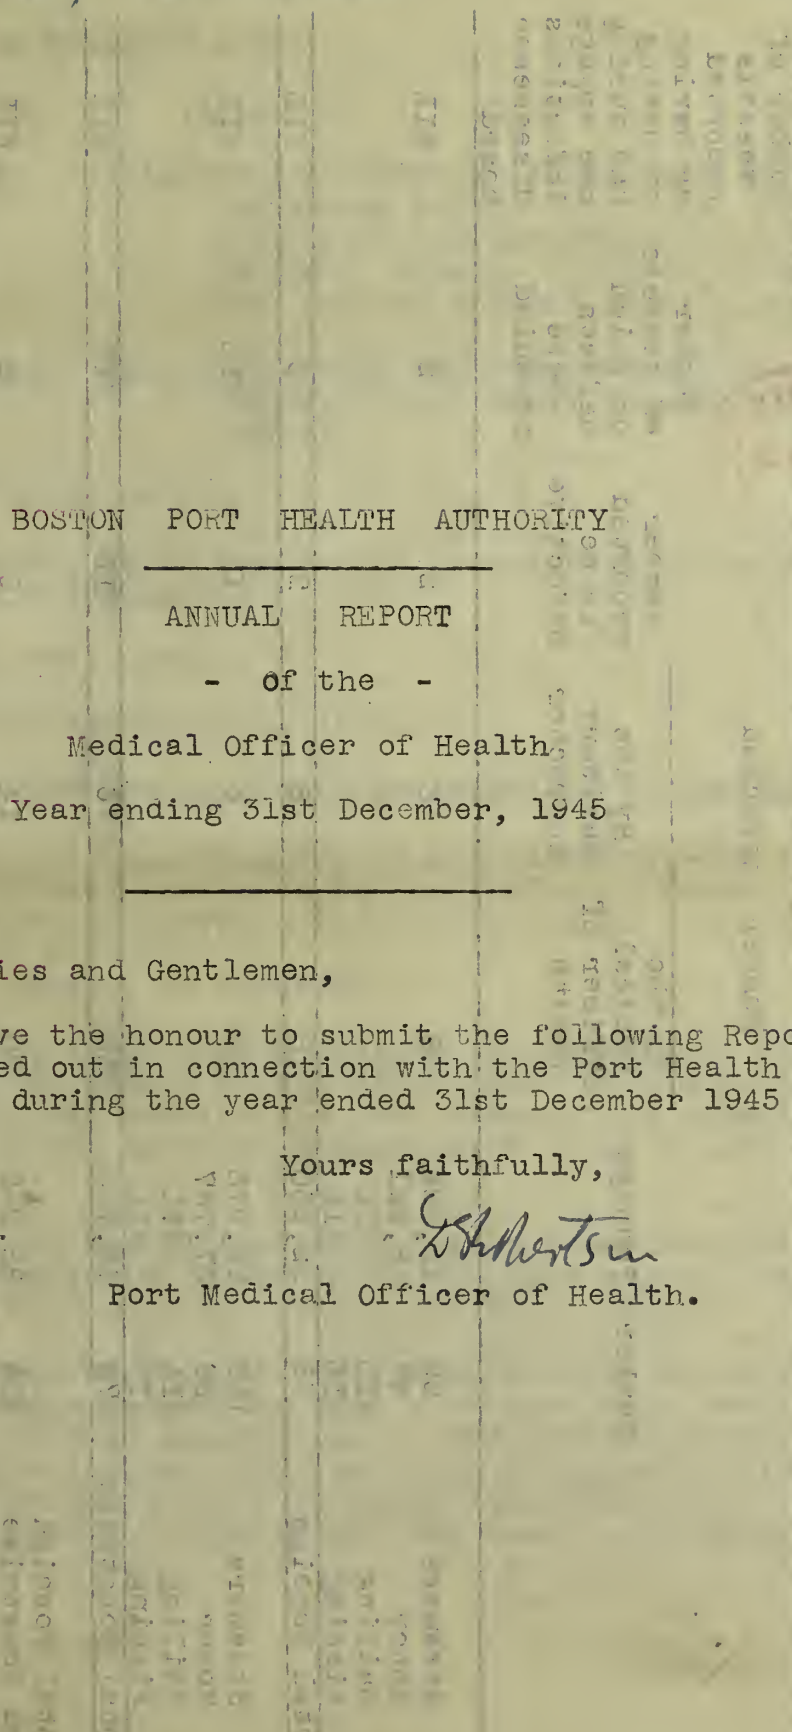 BOSTON PORT HEALTH AUTHORITY
ANNUAL REPORT
- of the -
Medical Officer of Health
Year ending 31st December, 1945
ies and Gentlemen,
ve the honour to submit the following Repo
ed out in connection with the Port Health
during the year ended 31st December 1945
Yours faithfully,
Port Medical Officer of Health.